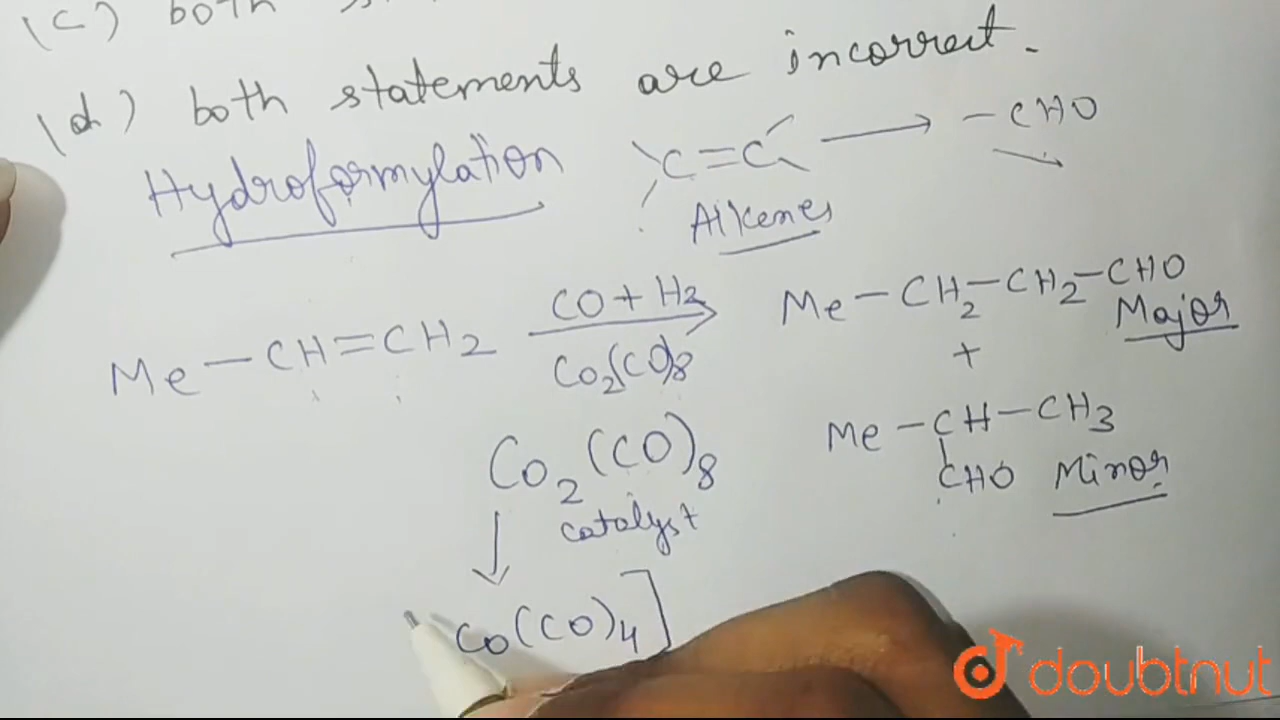 (c) both
(d) both statements are incorrect.
Hydroformylation C=C → -CHO
Alkenes
Me-CH=CH2 CO+H2 Co2(CO)8 Me-CH2-CH2-CHO
Major
+
Me-CH-CH3
CHO Minor
Co2(CO)8
catalyst
Co(CO)4]
doubtnut